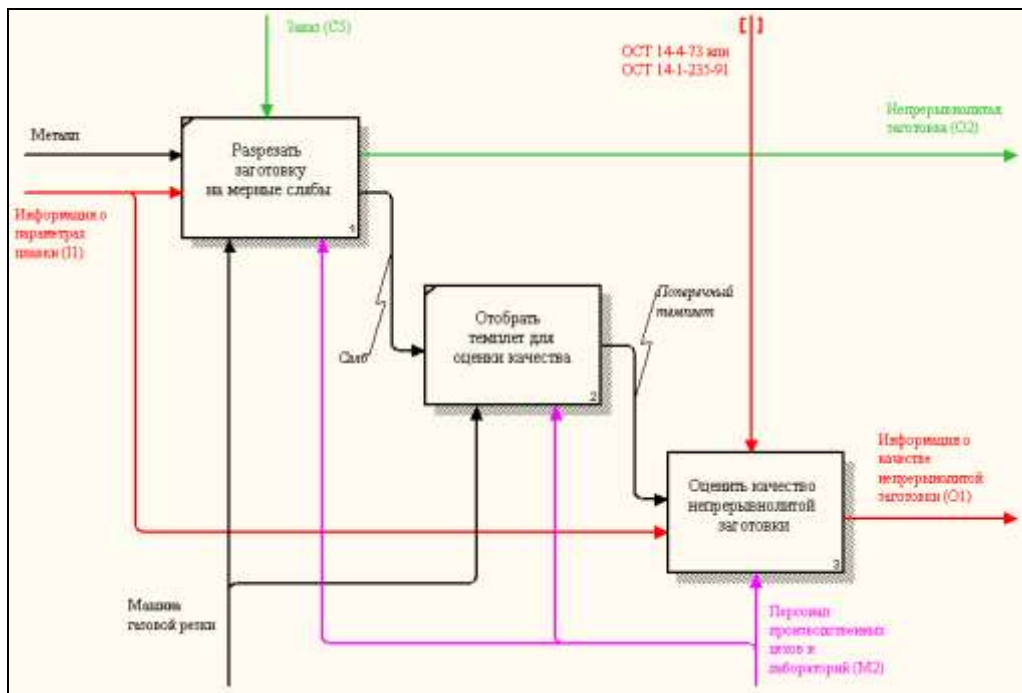 Заказ (C5)
[ ]
ОСТ 14-4-73 или
ОСТ 14-1-235-91
Непрерывнолитая
заготовка (O2)
Металл
Разрезать
заготовку
на мерные слябы
1
Информация о
параметрах
плавки (I1)
Отобрать
темплет для
оценки качества
2
Поперечный
темплет
Сляб
Информация о
качестве
непрерывнолитой
заготовки (O1)
Оценить качество
непрерывнолитой
заготовки
3
Машина
газовой резки
Персонал
производственных
цехов и
лабораторий (M2)